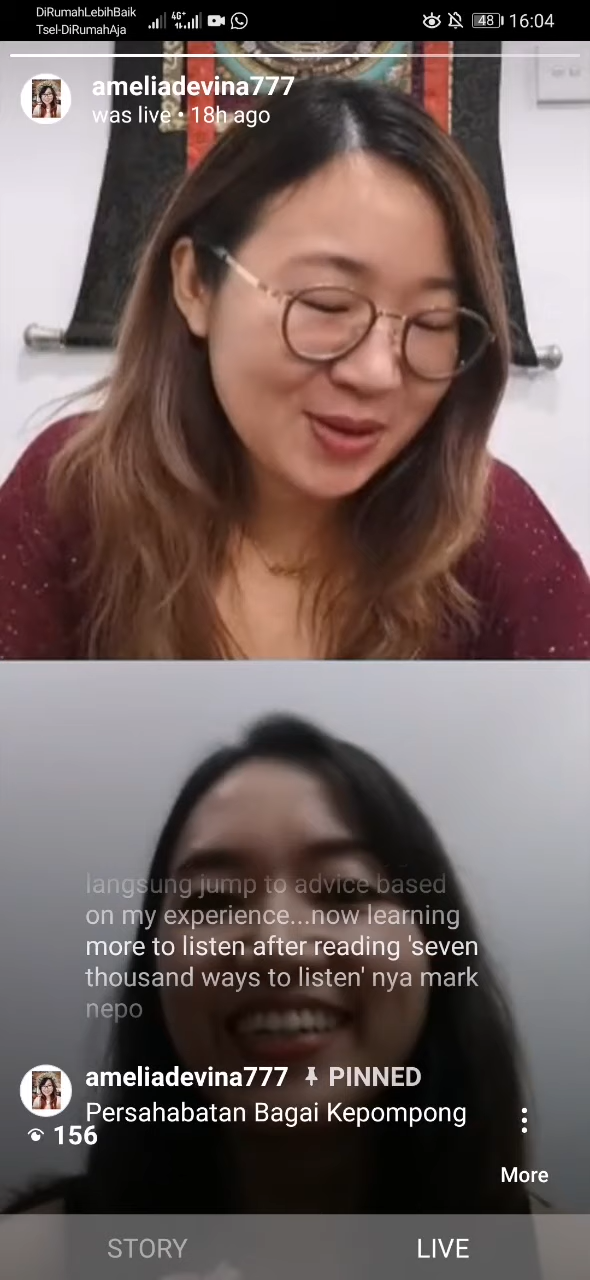 DiRumahLebihBaik
Tsel-DiRumahAja
4G+
48
16:04
ameliadevina777
was live • 18h ago
langsung jump to advice based
on my experience...now learning
more to listen after reading 'seven
thousand ways to listen' nya mark
nepo
ameliadevina777 PINNED
Persahabatan Bagai Kepompong
156
More
STORY LIVE